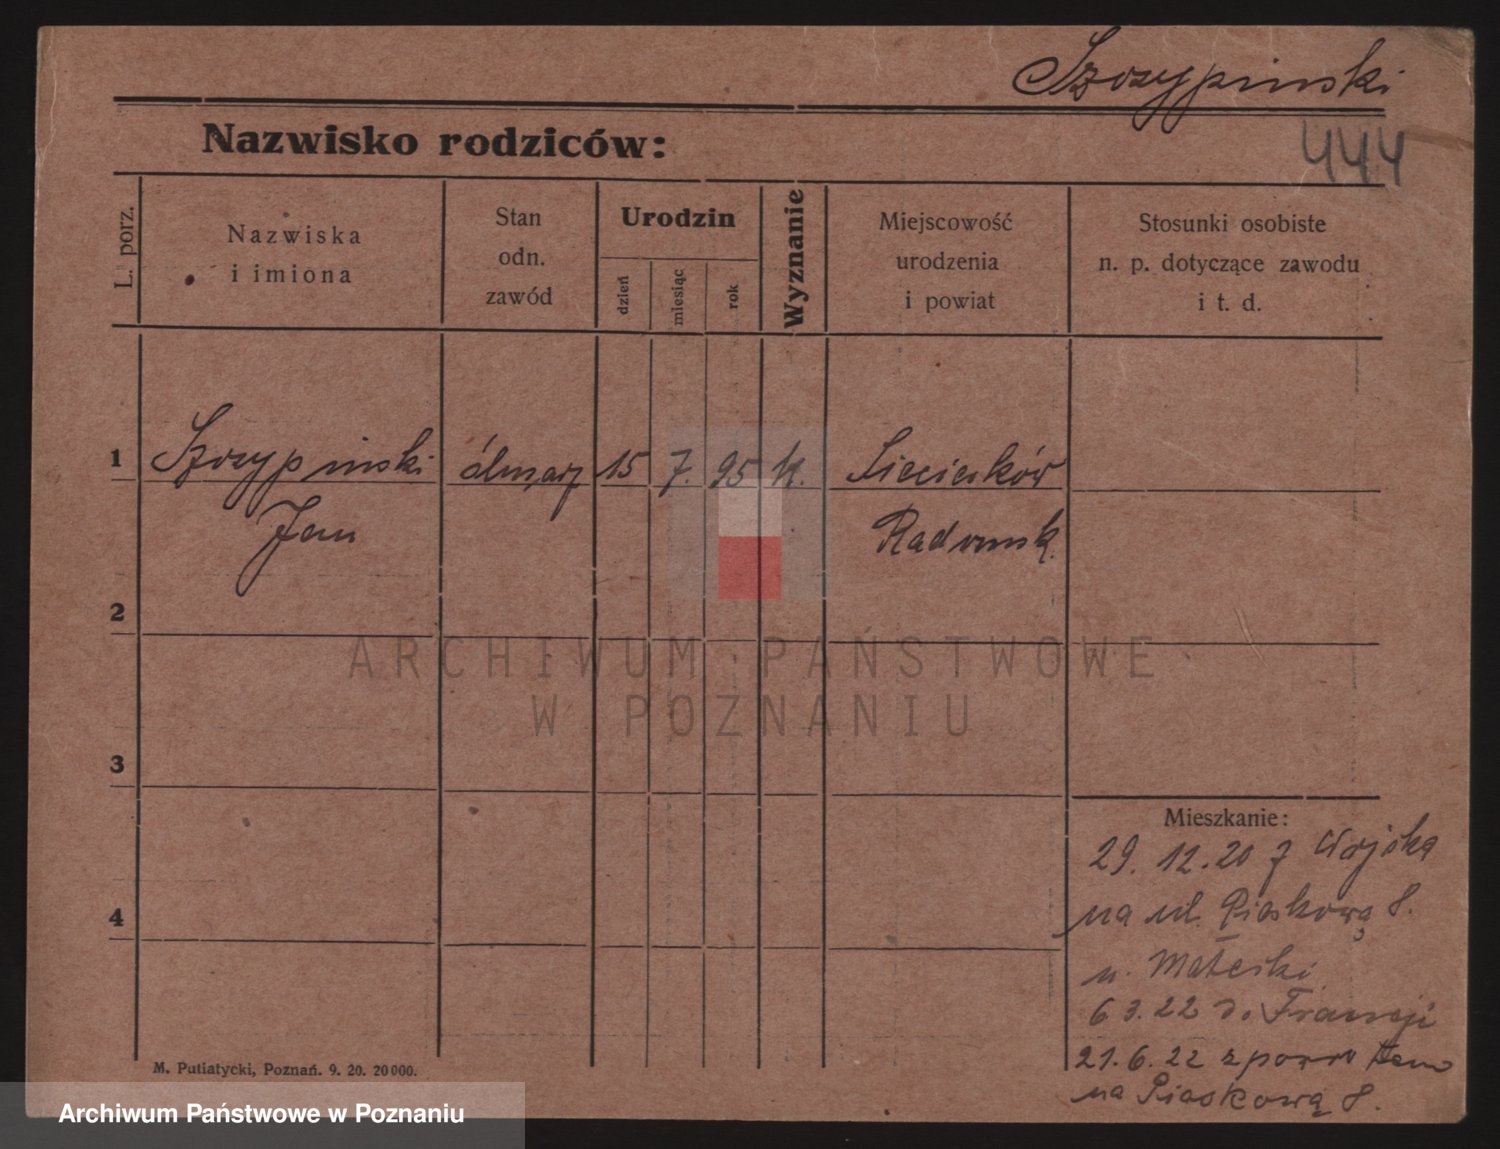 Szczypinski
Nazwisko rodziców:
444
L. porz.
Nazwiska
i imiona
Stan
odn.
zawód
Urodzin
dzień
miesiąc
rok
Wyznanie
Miejscowość
urodzenia
i powiat
Stosunki osobiste
n. p. dotyczące zawodu
i t. d.
1 Szczypinski ślusarz 15 7. 95 k.
Jan Radomsk.
2
3
4
ARCHIWUM PAŃSTWOWE
W POZNANIU
Mieszkanie:
29. 12. 20 z Wojska
na ul. Piaskową 8.
u. Małecki
6 3. 22 do Francji
21. 6. 22 z powr. tam
na Piaskową 8.
M. Putiatycki, Poznań. 9. 20. 20000.
Archiwum Państwowe w Poznaniu